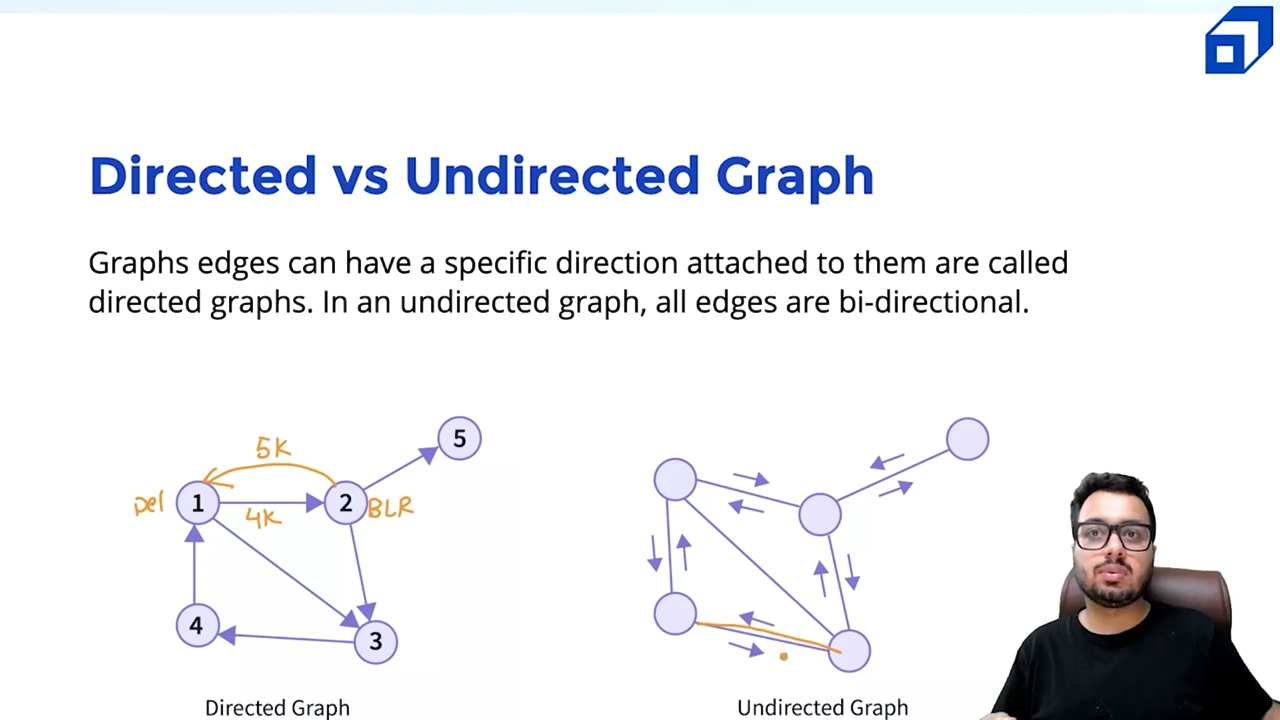 Directed vs Undirected Graph
Graphs edges can have a specific direction attached to them are called
directed graphs. In an undirected graph, all edges are bi-directional.
5K
5
Del 1
4K
2 BLR
4
3
Directed Graph
Undirected Graph